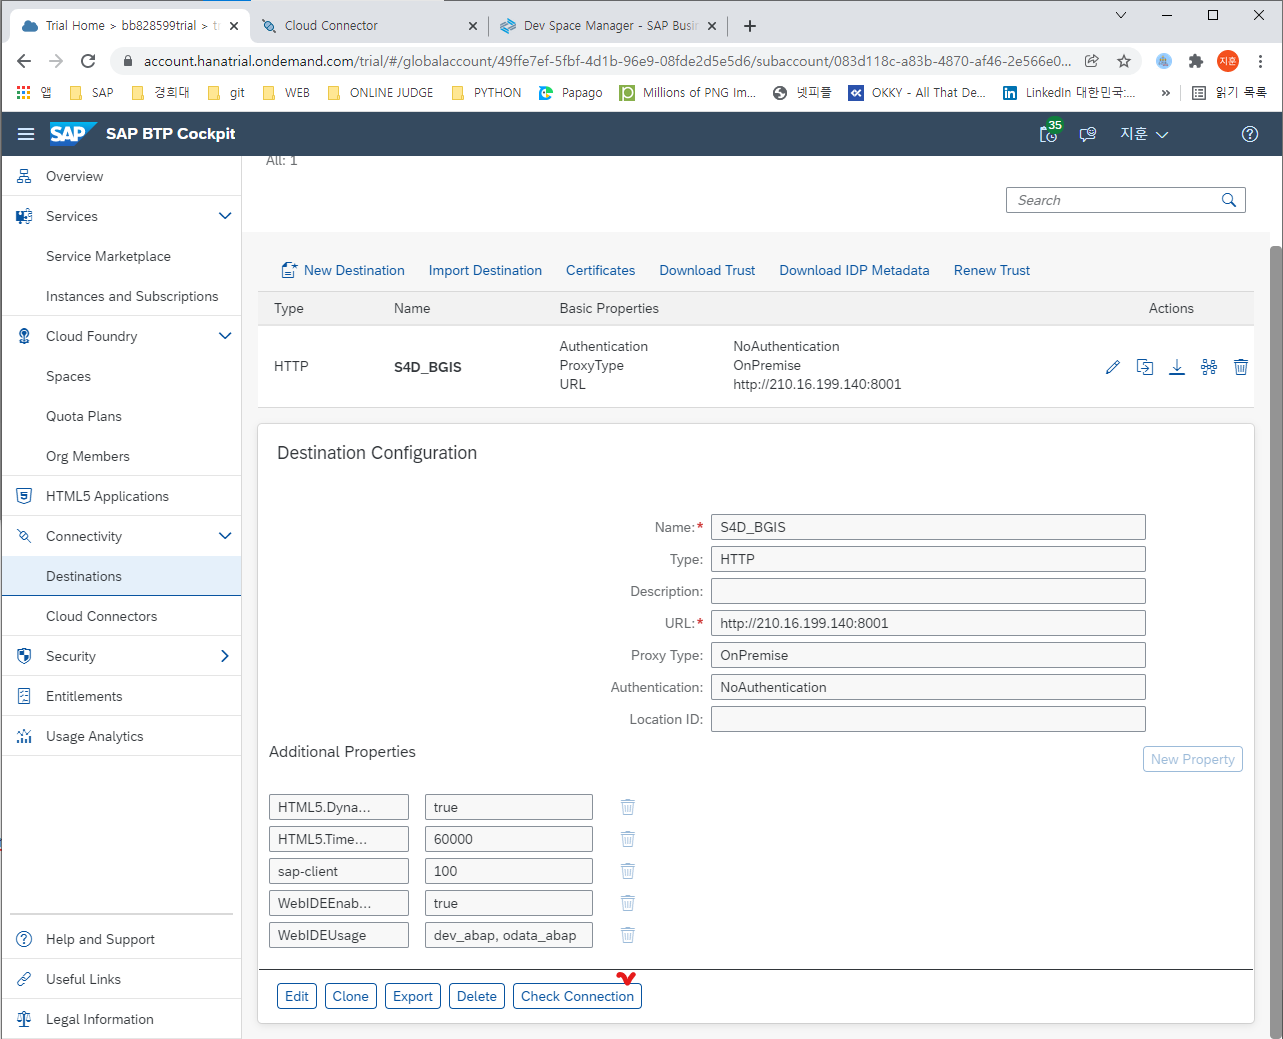 Trial Home > bb828599trial > tr
Cloud Connector
Dev Space Manager - SAP Busin
account.hanatrial.ondemand.com/trial/#/globalaccount/49ffe7ef-5fbf-4d1b-96e9-08fde2d5e5d6/subaccount/083d118c-a83b-4870-af46-2e566e0...
지훈
앱
SAP
경희대
git
WEB
ONLINE JUDGE
PYTHON
Papago
Millions of PNG Im...
넷피플
OKKY - All That De...
LinkedIn 대한민국:...
»
읽기 목록
SAP
SAP BTP Cockpit
35
지훈
Overview
Services
Service Marketplace
Instances and Subscriptions
Cloud Foundry
Spaces
Quota Plans
Org Members
HTML5 Applications
Connectivity
Destinations
Cloud Connectors
Security
Entitlements
Usage Analytics
Help and Support
Useful Links
Legal Information
All: 1
Search
New Destination
Import Destination
Certificates
Download Trust
Download IDP Metadata
Renew Trust
Type Name Basic Properties Actions
HTTP
S4D_BGIS
Authentication NoAuthentication
ProxyType OnPremise
URL http://210.16.199.140:8001
Destination Configuration
Name:* S4D_BGIS
Type: HTTP
Description:
URL:* http://210.16.199.140:8001
Proxy Type: OnPremise
Authentication: NoAuthentication
Location ID:
Additional Properties
New Property
HTML5.Dyna... true
HTML5.Time... 60000
sap-client 100
WebIDEEnab... true
WebIDEUsage dev_abap, odata_abap
Edit
Clone
Export
Delete
Check Connection